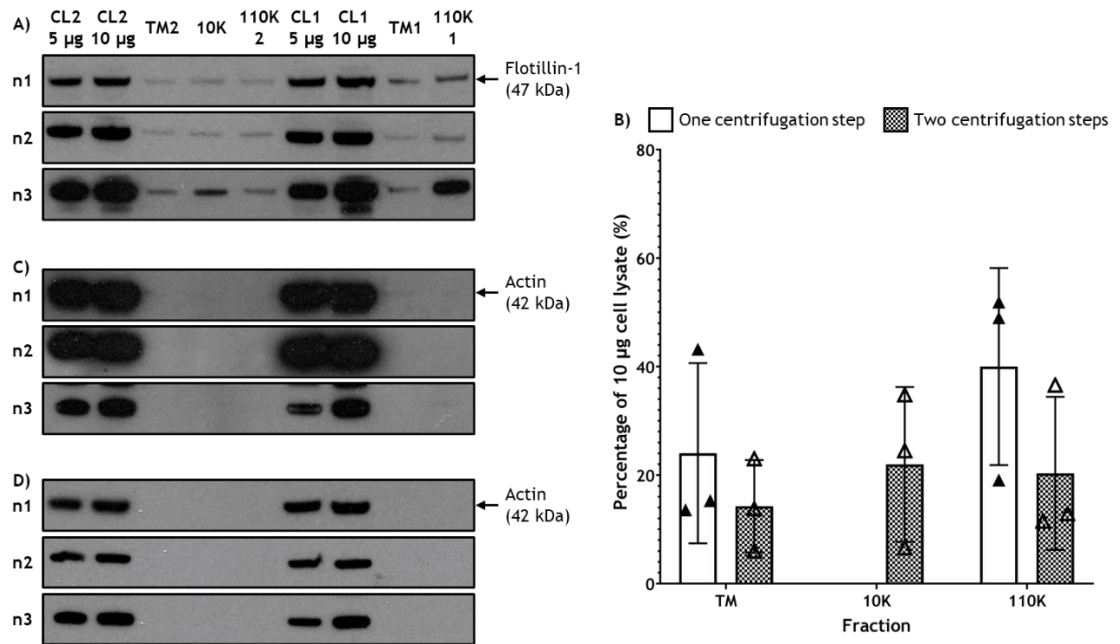 A)
CL2 CL2 TM2 10K 110K CL1 CL1 TM1 110K
5 µg 10 µg 2 5 µg 10 µg 1
n1
Flotillin-1
(47 kDa)
n2
n3
C)
n1
Actin
(42 kDa)
n2
n3
D)
n1
Actin
(42 kDa)
n2
n3
B) One centrifugation step Two centrifugation steps
Percentage of 10 µg cell lysate (%)
80
60
40
20
0
TM 10K 110K
Fraction